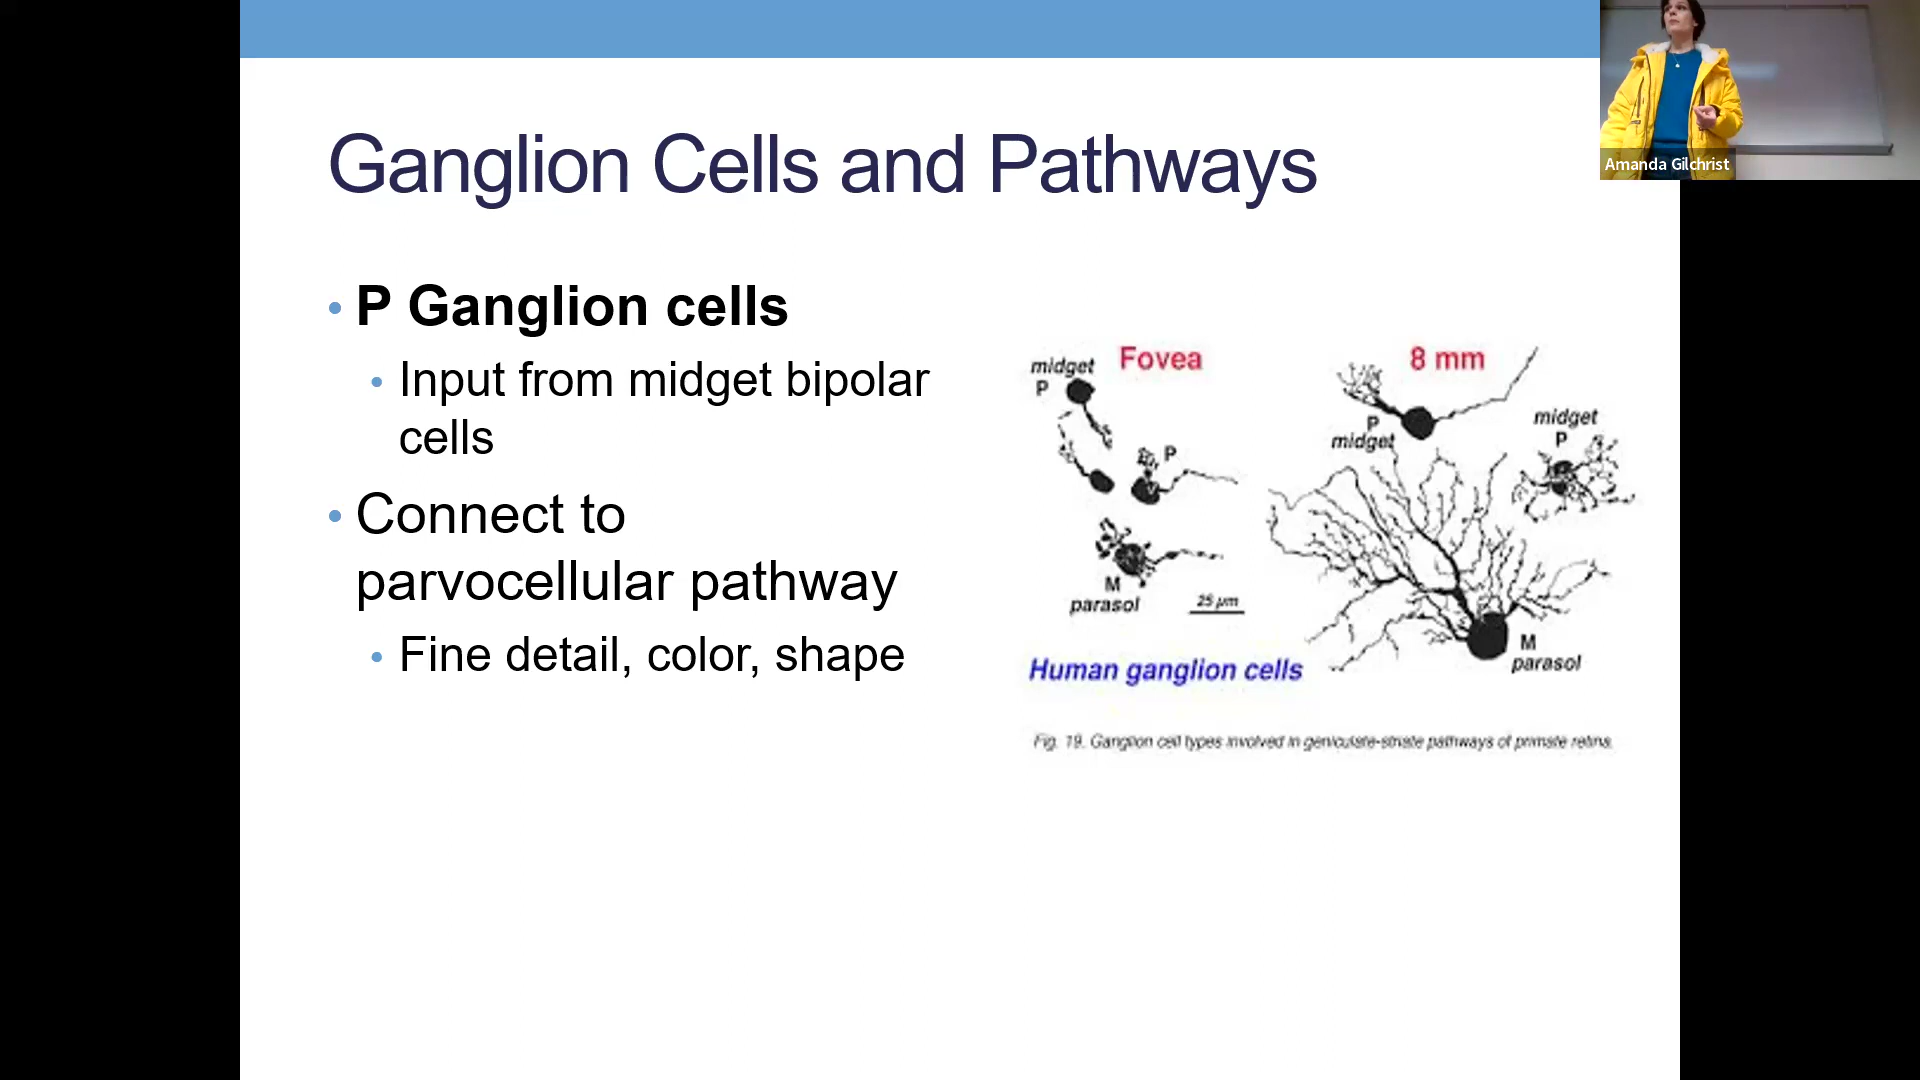 Amanda Gilchrist
Ganglion Cells and Pathways
• P Ganglion cells
• Input from midget bipolar
cells
• Connect to
parvocellular pathway
• Fine detail, color, shape
midget
P
Fovea
P
M
parasol
25 µm
8 mm
P
midget
midget
P
M
parasol
Human ganglion cells
Fig. 19. Ganglion cell types involved in geniculate-striate pathways of primate retina.